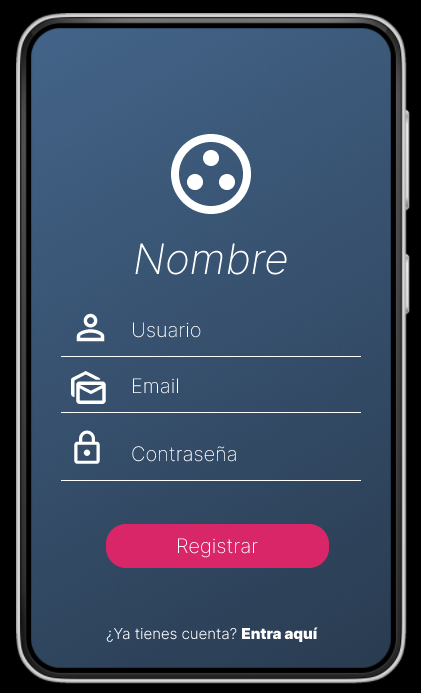 Nombre
Usuario
Email
Contraseña
Registrar
¿Ya tienes cuenta? Entra aquí